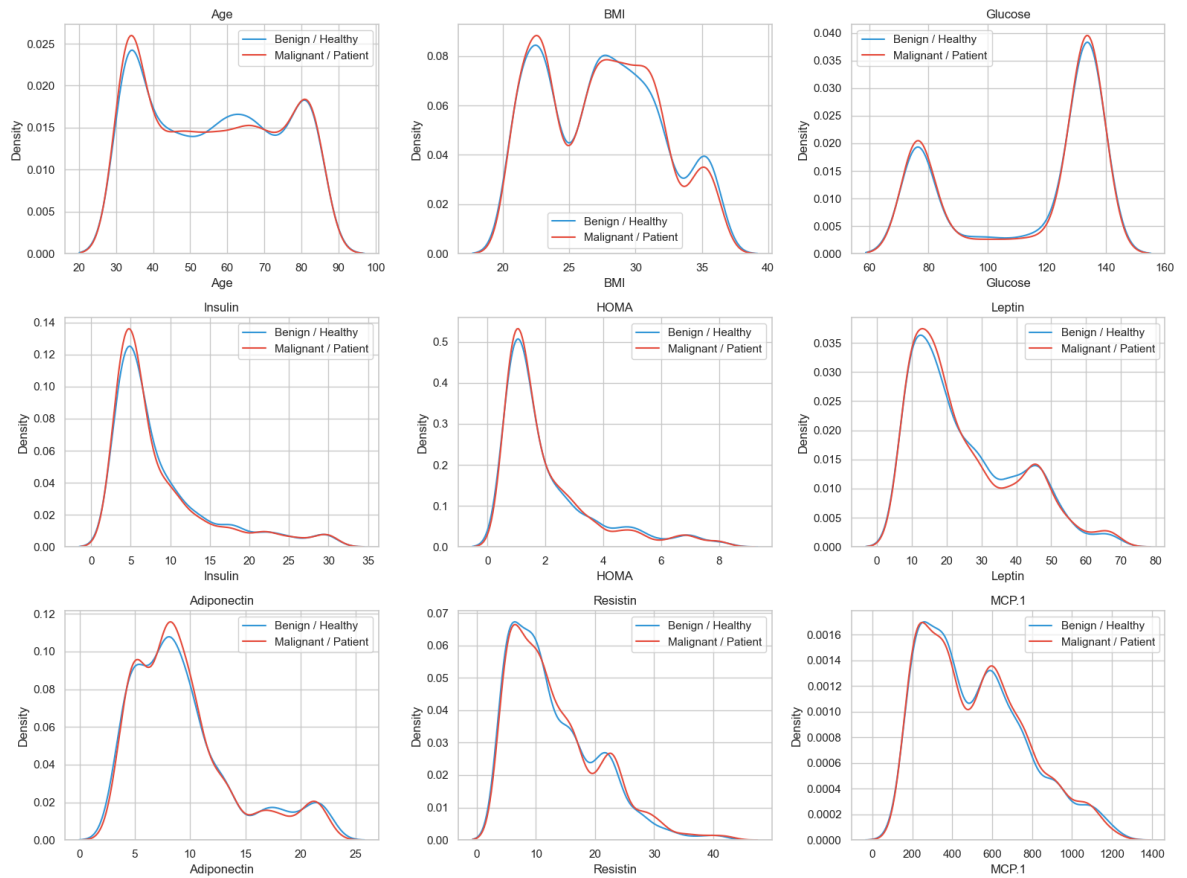 Age
BMI
Glucose
0.025
0.020
0.015
0.010
0.005
0.000
Density
Benign / Healthy
Malignant / Patient
20 30 40 50 60 70 80 90 100
Age
0.08
0.06
0.04
0.02
0.00
Density
Benign / Healthy
Malignant / Patient
20 25 30 35 40
BMI
0.040
0.035
0.030
0.025
0.020
0.015
0.010
0.005
0.000
Density
Benign / Healthy
Malignant / Patient
60 80 100 120 140 160
Glucose
Insulin
HOMA
Leptin
0.14
0.12
0.10
0.08
0.06
0.04
0.02
0.00
Density
Benign / Healthy
Malignant / Patient
0 5 10 15 20 25 30 35
Insulin
0.5
0.4
0.3
0.2
0.1
0.0
Density
Benign / Healthy
Malignant / Patient
0 2 4 6 8
HOMA
0.035
0.030
0.025
0.020
0.015
0.010
0.005
0.000
Density
Benign / Healthy
Malignant / Patient
0 10 20 30 40 50 60 70 80
Leptin
Adiponectin
Resistin
MCP.1
0.12
0.10
0.08
0.06
0.04
0.02
0.00
Density
Benign / Healthy
Malignant / Patient
0 5 10 15 20 25
Adiponectin
0.07
0.06
0.05
0.04
0.03
0.02
0.01
0.00
Density
Benign / Healthy
Malignant / Patient
0 10 20 30 40
Resistin
0.0016
0.0014
0.0012
0.0010
0.0008
0.0006
0.0004
0.0002
0.0000
Density
Benign / Healthy
Malignant / Patient
0 200 400 600 800 1000 1200 1400
MCP.1